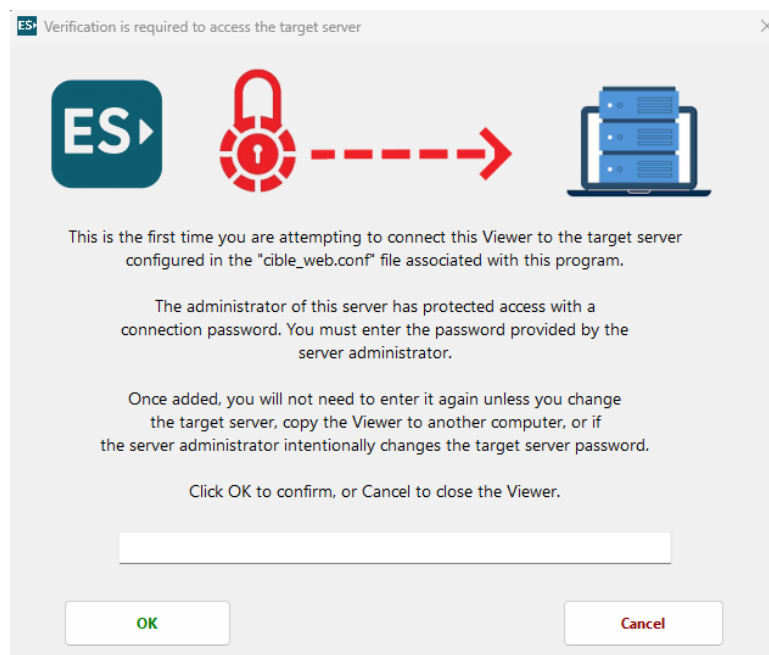 ES Verification is required to access the target server
ES
This is the first time you are attempting to connect this Viewer to the target server
configured in the "cible_web.conf" file associated with this program.
The administrator of this server has protected access with a
connection password. You must enter the password provided by the
server administrator.
Once added, you will not need to enter it again unless you change
the target server, copy the Viewer to another computer, or if
the server administrator intentionally changes the target server password.
Click OK to confirm, or Cancel to close the Viewer.
OK Cancel